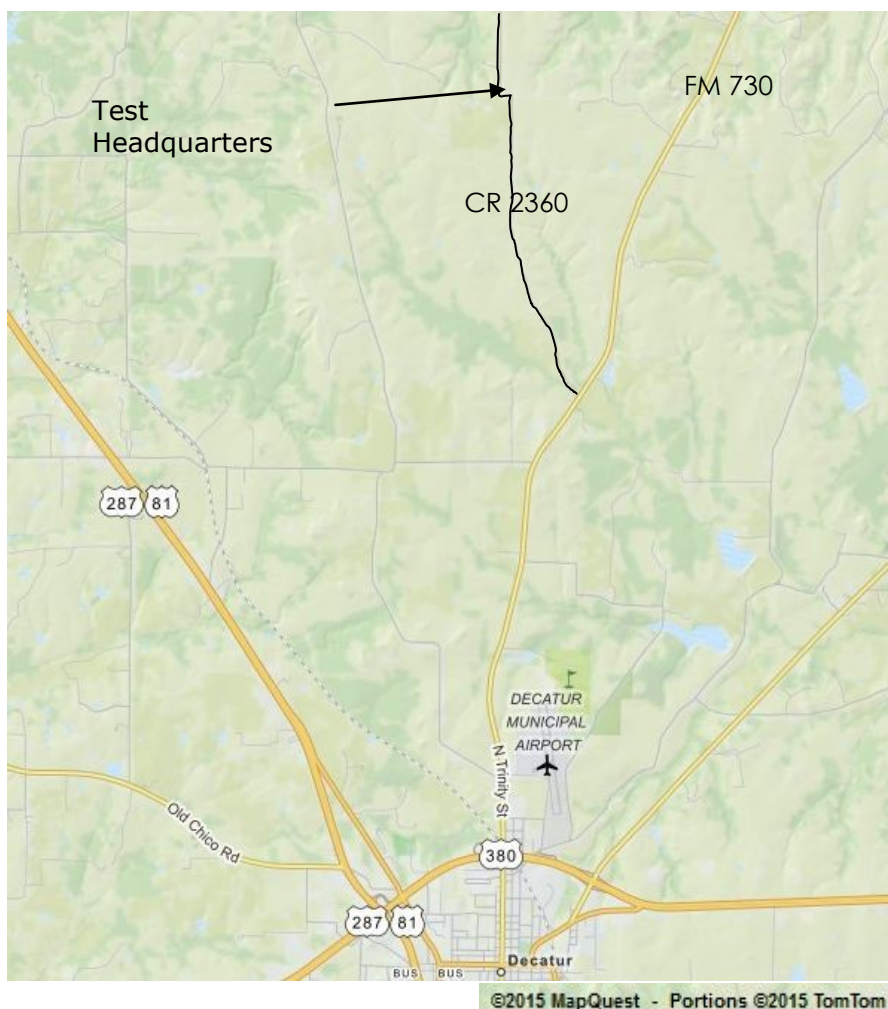 FM 730
Test
Headquarters
CR 2360
287 81
DECATUR
MUNICIPAL
AIRPORT
N Trinity St
Old Chico Rd
380
287 81
Decatur
BUS BUS
©2015 MapQuest - Portions ©2015 TomTom